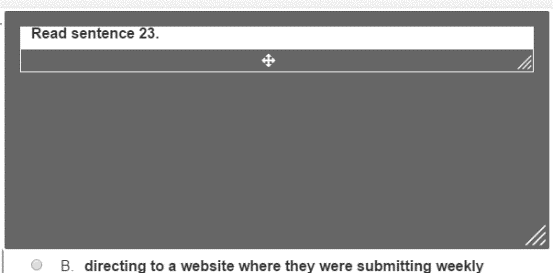 Read sentence 23.
B. directing to a website where they were submitting weekly